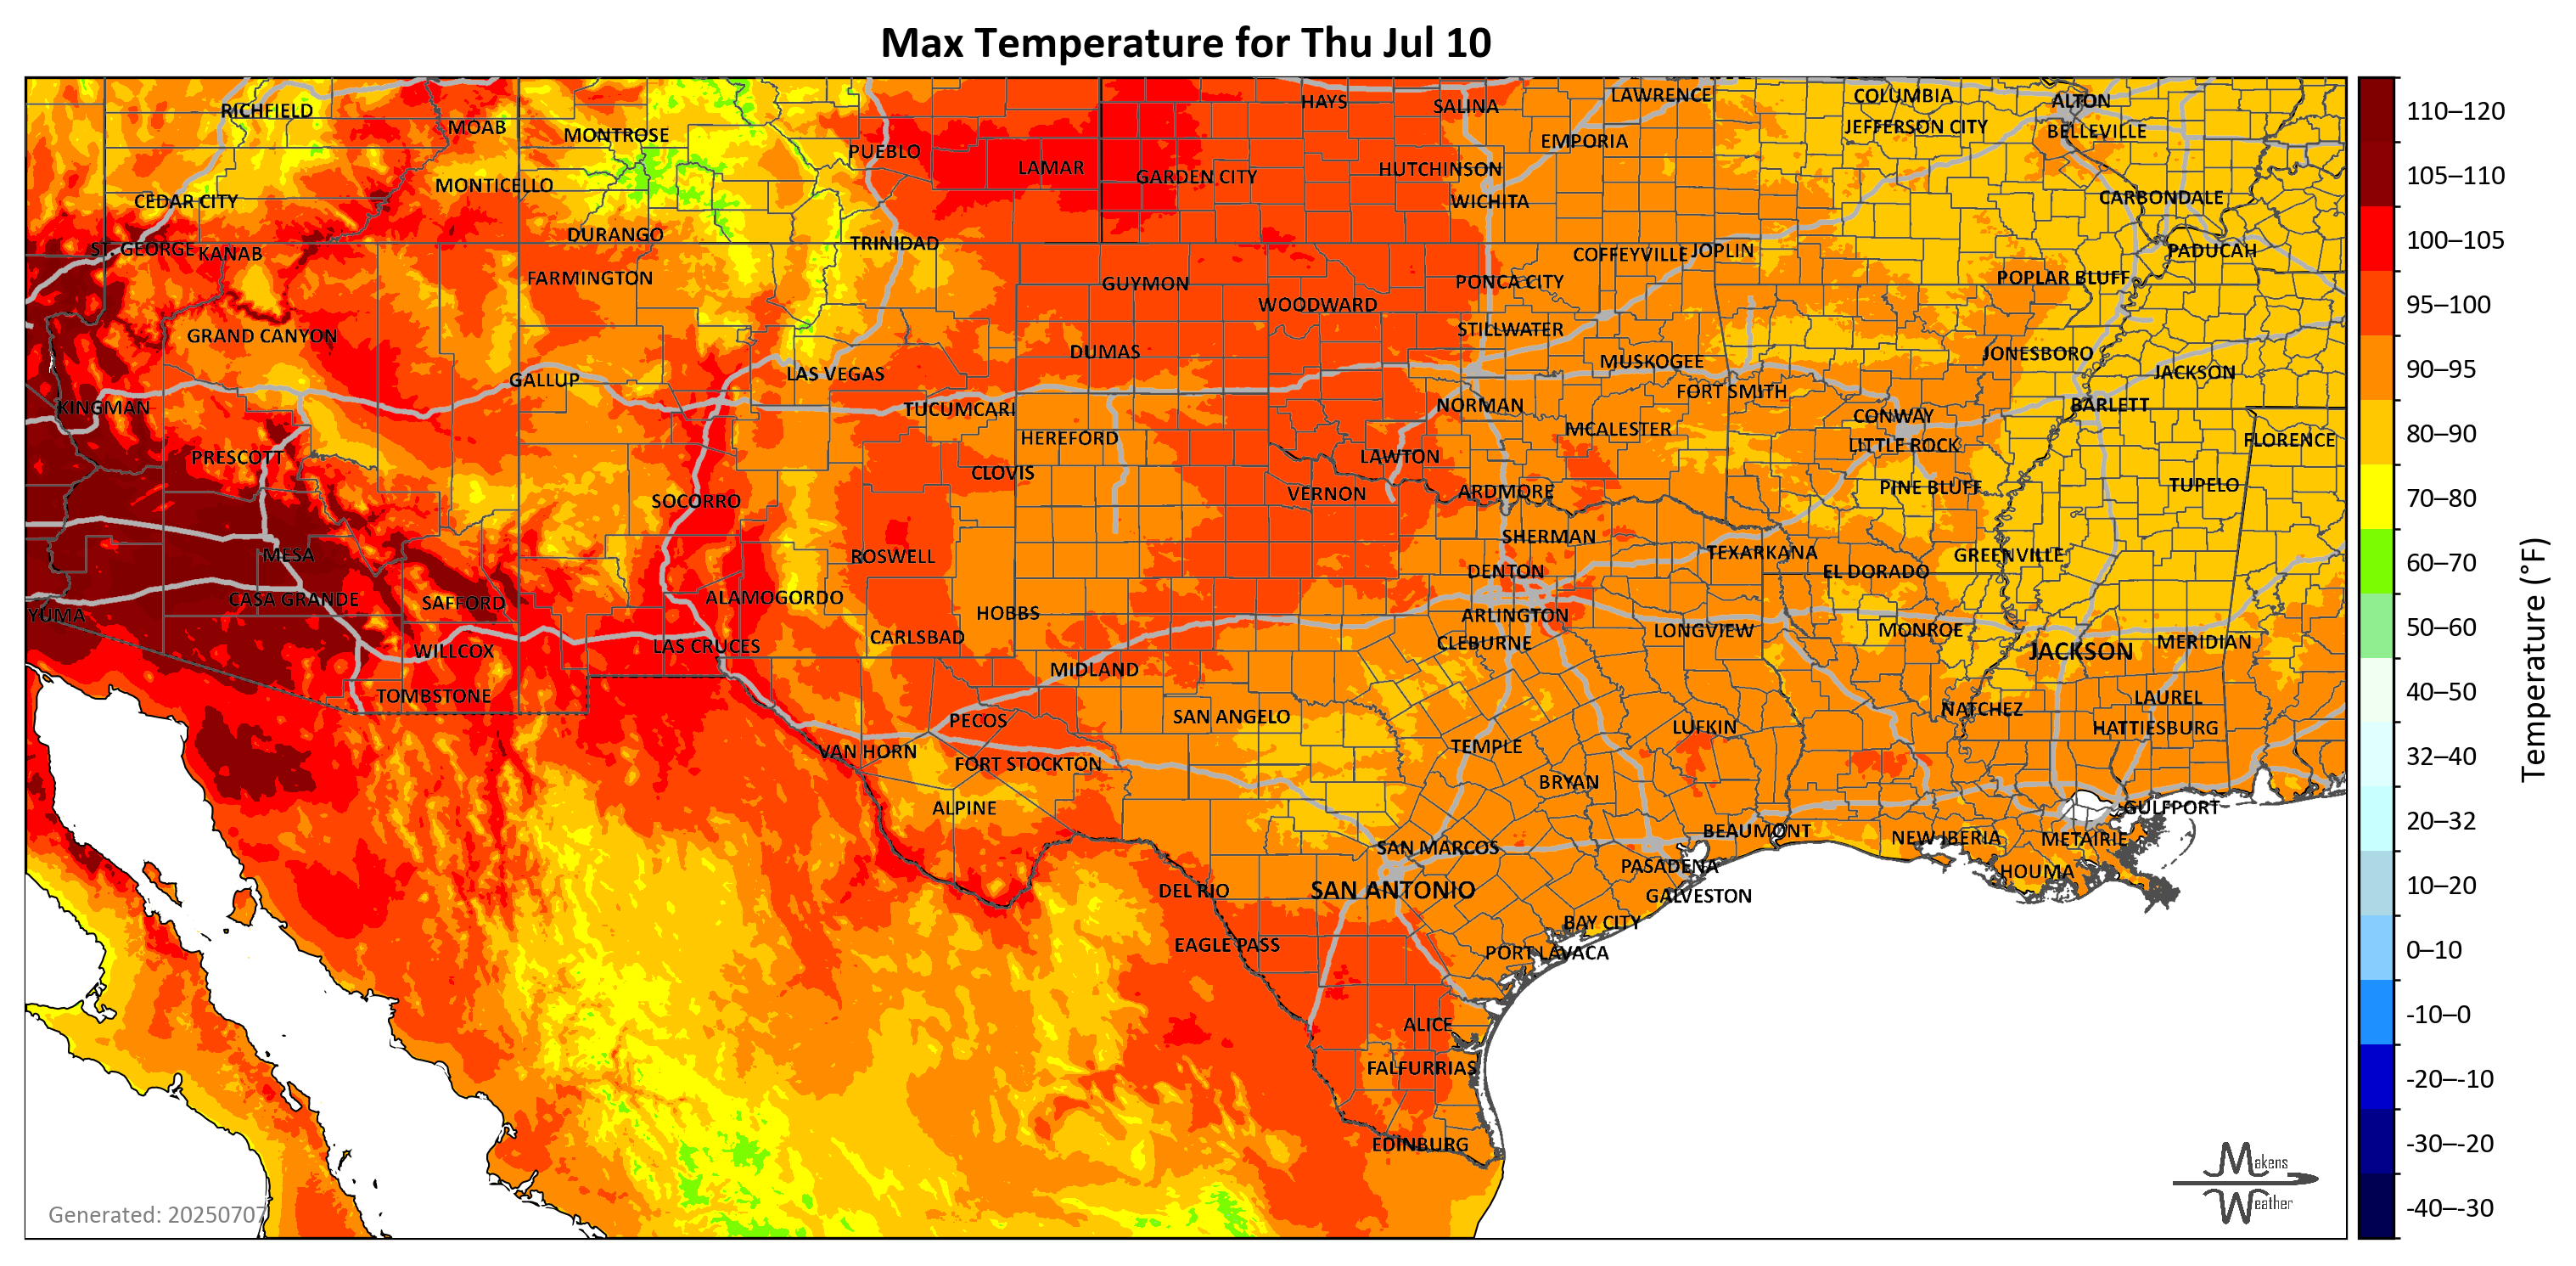 Max Temperature for Thu Jul 10
RICHFIELD
MOAB
MONTROSE
PUEBLO
LAMAR
GARDEN CITY
HAYS
SALINA
HUTCHINSON
WICHITA
LAWRENCE
EMPORIA
COLUMBIA
JEFFERSON CITY
ALTON
BELLEVILLE
CARBONDALE
PADUCAH
CEDAR CITY
MONTICELLO
DURANGO
TRINIDAD
ST. GEORGE
KANAB
FARMINGTON
GUYMON
WOODWARD
PONCA CITY
COFFEYVILLE
JOPLIN
POPLAR BLUFF
GRAND CANYON
STILLWATER
DUMAS
MUSKOGEE
JONESBORO
JACKSON
GALLUP
LAS VEGAS
FORT SMITH
KINGMAN
TUCUMCARI
NORMAN
CONWAY
BARLETT
HEREFORD
MCALESTER
LITTLE ROCK
FLORENCE
PRESCOTT
CLOVIS
LAWTON
SOCORRO
VERNON
ARDMORE
PINE BLUFF
TUPELO
MESA
ROSWELL
SHERMAN
TEXARKANA
GREENVILLE
DENTON
EL DORADO
YUMA
CASA GRANDE
SAFFORD
ALAMOGORDO
HOBBS
ARLINGTON
CARLSBAD
CLEBURNE
LONGVIEW
MONROE
JACKSON
MERIDIAN
WILLCOX
LAS CRUCES
MIDLAND
TOMBSTONE
PECOS
SAN ANGELO
LUFKIN
NATCHEZ
LAUREL
HATTIESBURG
VAN HORN
FORT STOCKTON
TEMPLE
BRYAN
ALPINE
GULFPORT
BEAUMONT
NEW IBERIA
METAIRIE
SAN MARCOS
PASADENA
HOUMA
DEL RIO
SAN ANTONIO
GALVESTON
BAY CITY
EAGLE PASS
PORT LAVACA
ALICE
FALFURRIAS
EDINBURG
Generated: 20250707
Makens
Weather
110–120
105–110
100–105
95–100
90–95
80–90
70–80
60–70
50–60
40–50
32–40
20–32
10–20
0–10
-10–0
-20–-10
-30–-20
-40–-30
Temperature (°F)